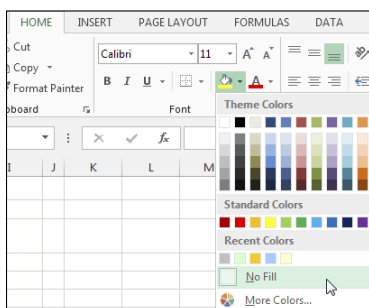 HOME INSERT PAGE LAYOUT FORMULAS DATA
Cut
Copy
Format Painter
Calibri 11 A A
B I U A
pboard Font
fx
I J K L M
Theme Colors
Standard Colors
Recent Colors
No Fill
More Colors...